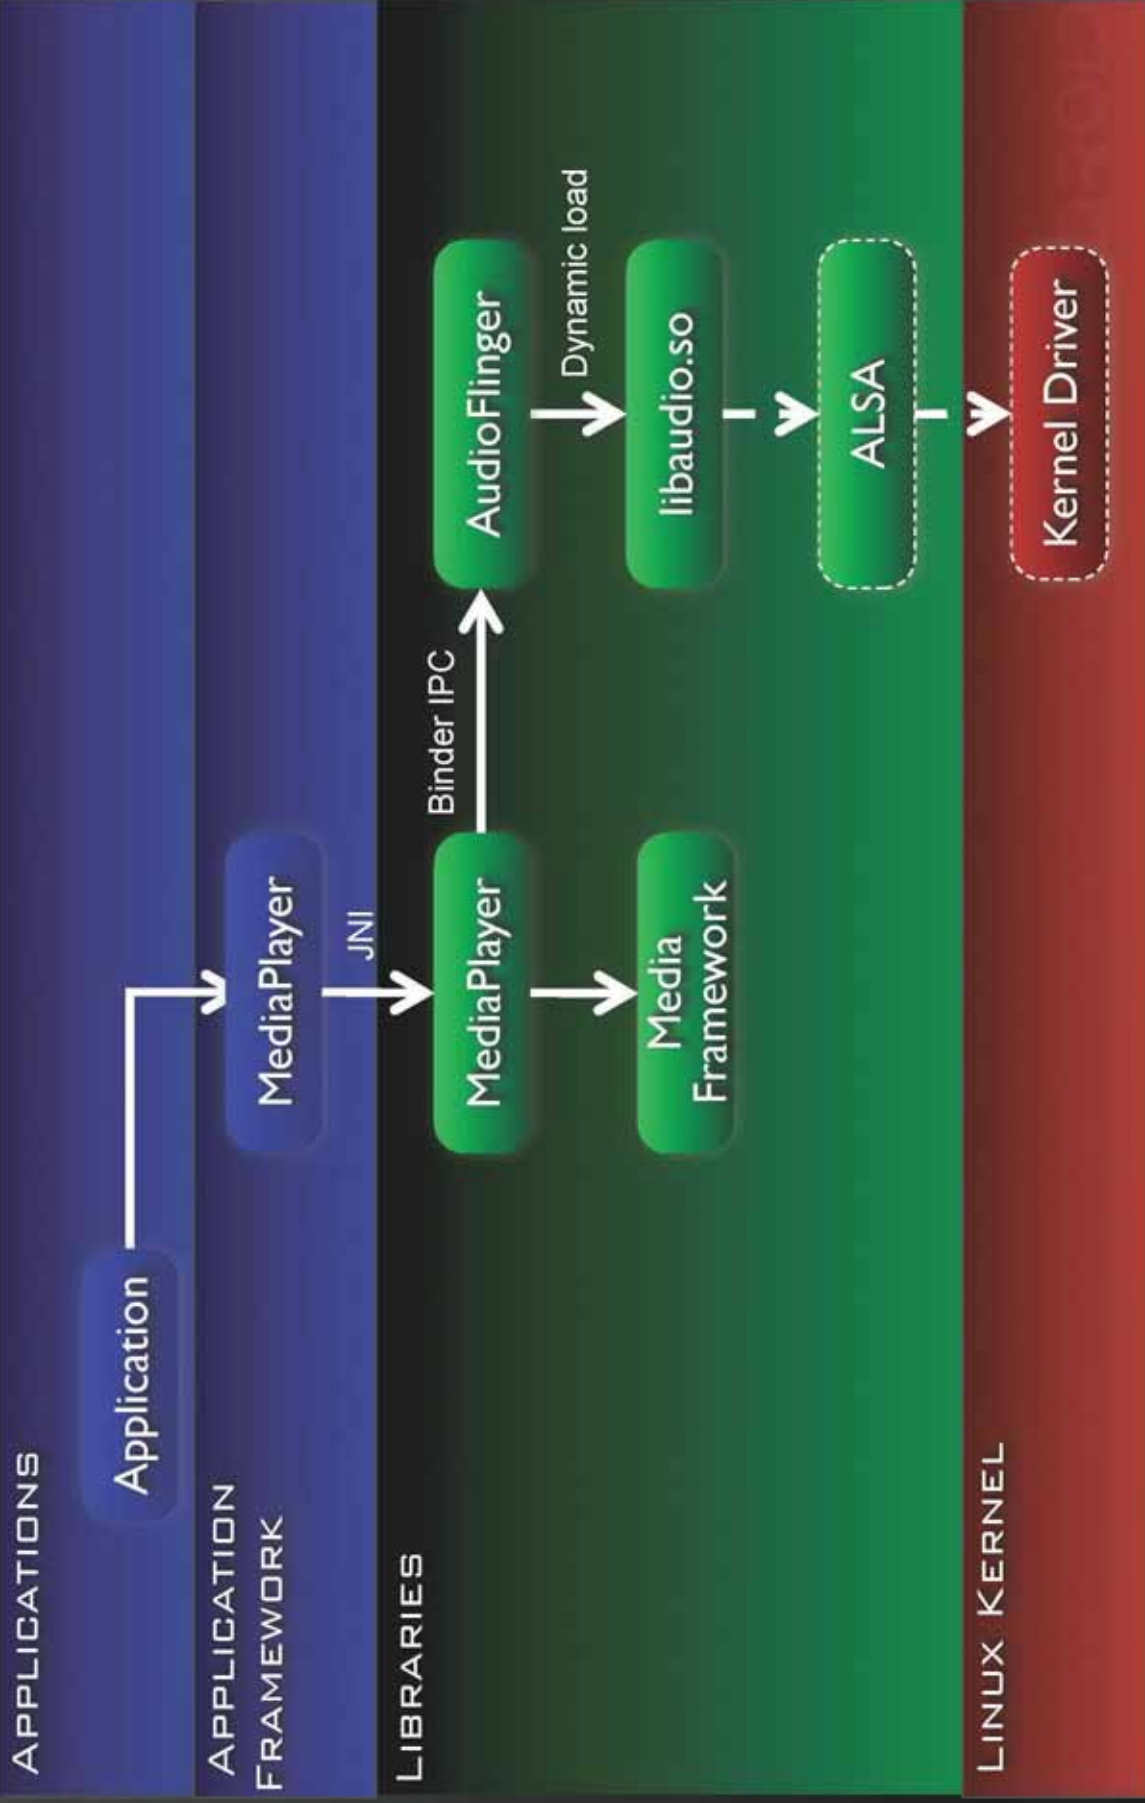 APPLICATIONS
Application
APPLICATION
FRAMEWORK
MediaPlayer
JNI
LIBRARIES
MediaPlayer
Binder IPC
AudioFlinger
Dynamic load
Media
Framework
libaudio.so
ALSA
LINUX KERNEL
Kernel Driver